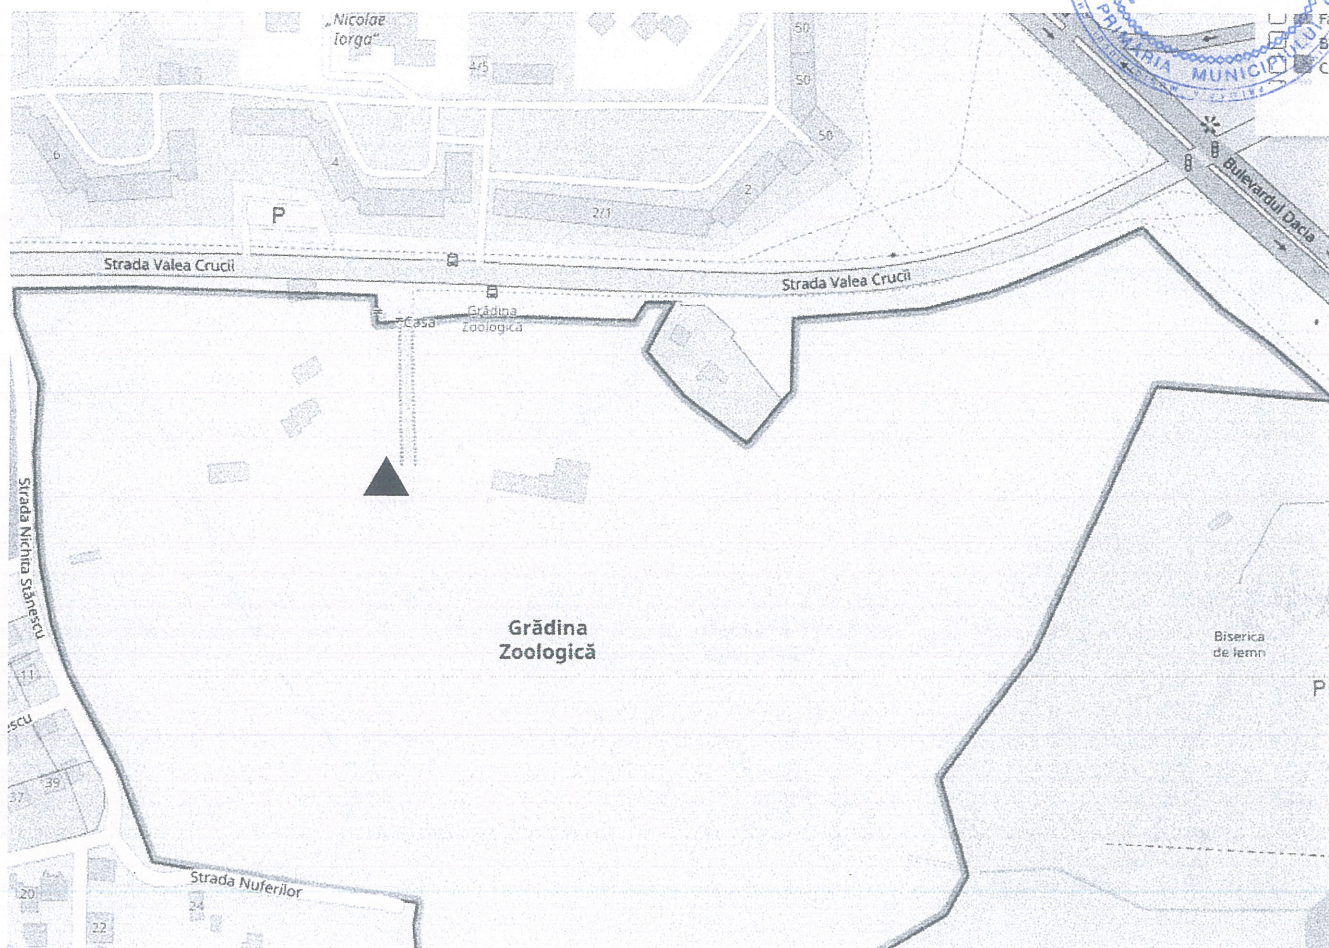 „Nicolae
Iorga“
4/5
50
50
50
6
4
2
2/1
P
PRIMĂRIA MUNICIPIULUI
B
C
Bulevardul Dacia
Strada Valea Crucii
Strada Valea Crucii
Casa
Grădina
Zoologică
Strada Nichita Stănescu
Grădina
Zoologică
Biserica
de lemn
P
11
escu
39
37
Strada Nuferilor
20
24
22